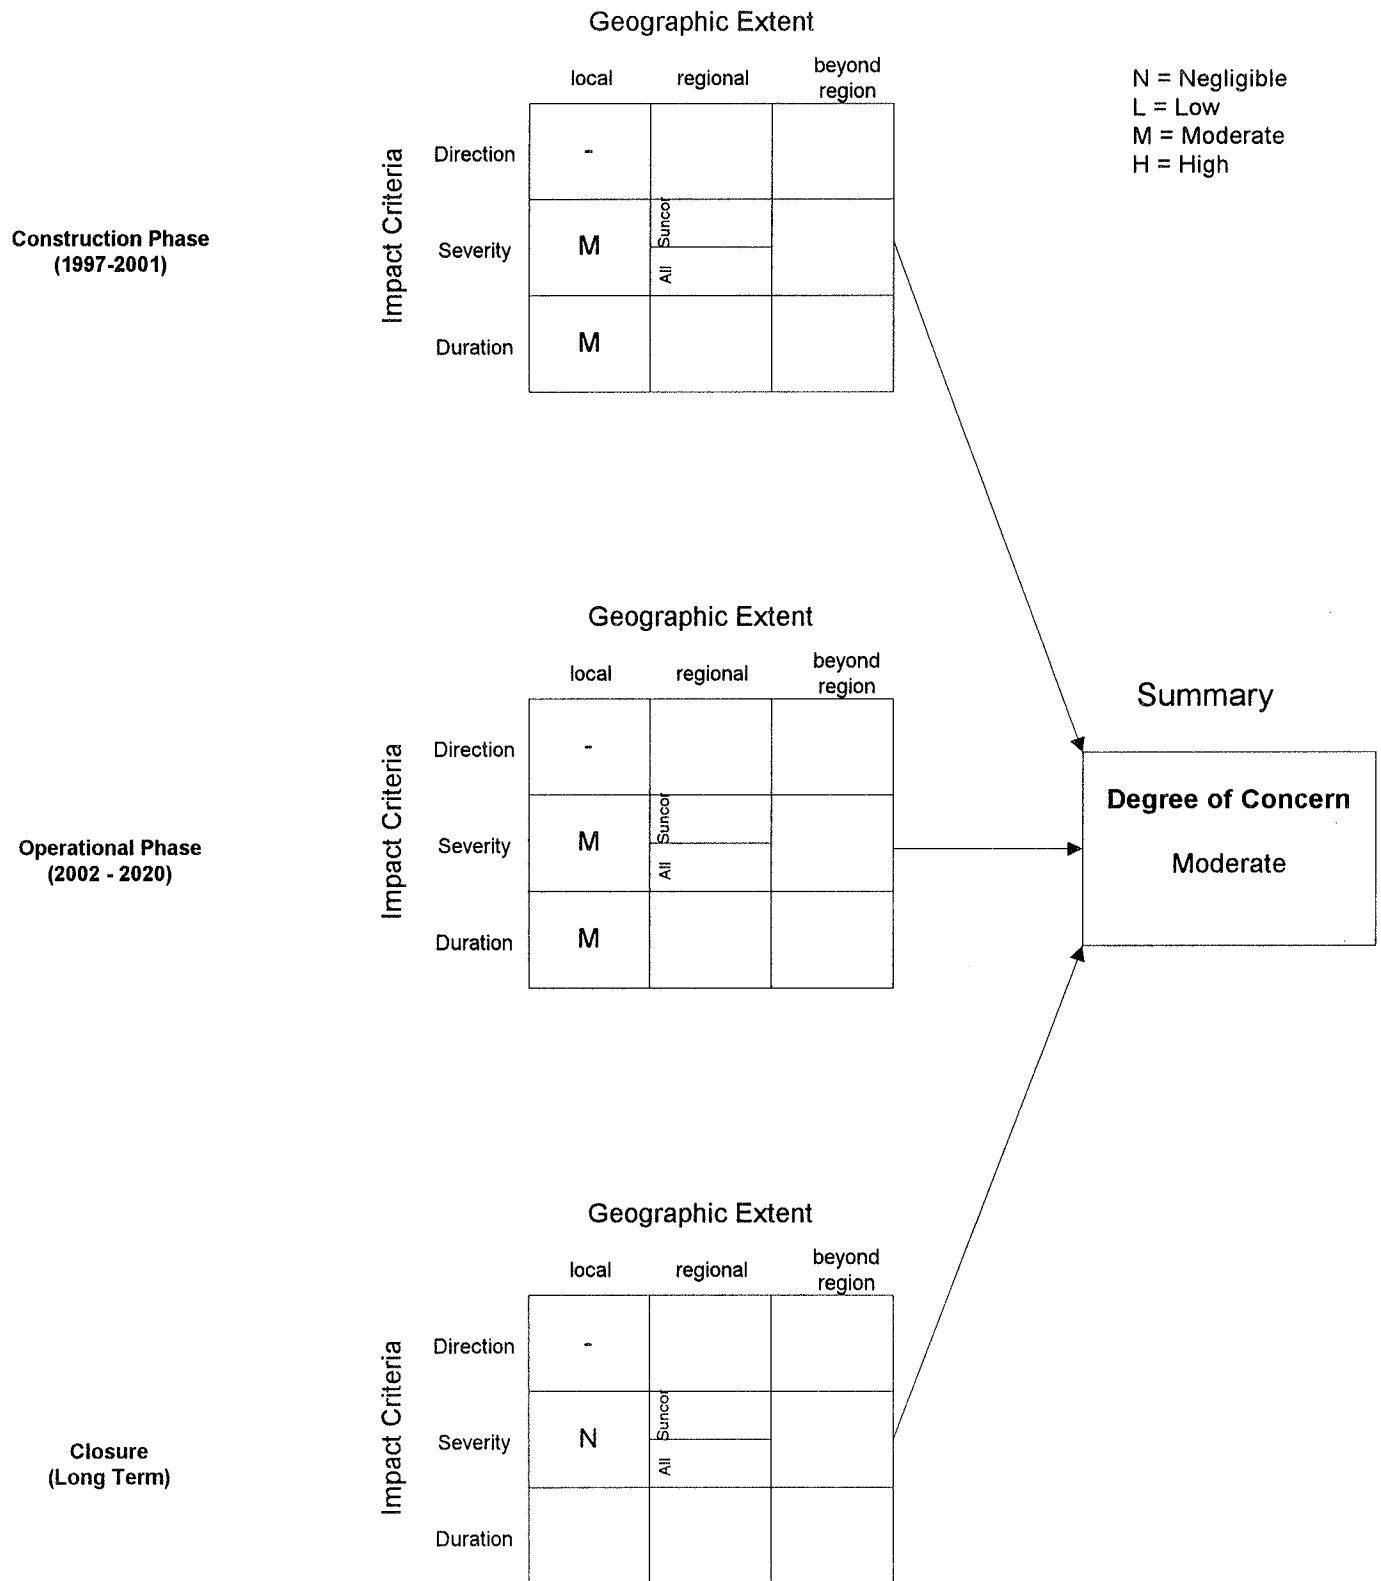 Geographic Extent
local regional beyond
region
N = Negligible
L = Low
M = Moderate
H = High
Construction Phase
(1997-2001)
Impact Criteria
Direction -
Severity M Suncor
All
Duration M
Geographic Extent
local regional beyond
region
Operational Phase
(2002 - 2020)
Impact Criteria
Direction -
Severity M Suncor
All
Duration M
Summary
Degree of Concern
Moderate
Geographic Extent
local regional beyond
region
Closure
(Long Term)
Impact Criteria
Direction -
Severity N Suncor
All
Duration